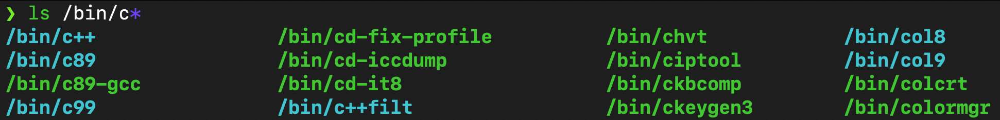 ❯ ls /bin/c*
/bin/c++ /bin/cd-fix-profile /bin/chvt /bin/col8
/bin/c89 /bin/cd-iccdump /bin/ciptool /bin/col9
/bin/c89-gcc /bin/cd-it8 /bin/ckbcomp /bin/colcrt
/bin/c99 /bin/c++filt /bin/ckeygen3 /bin/colormgr